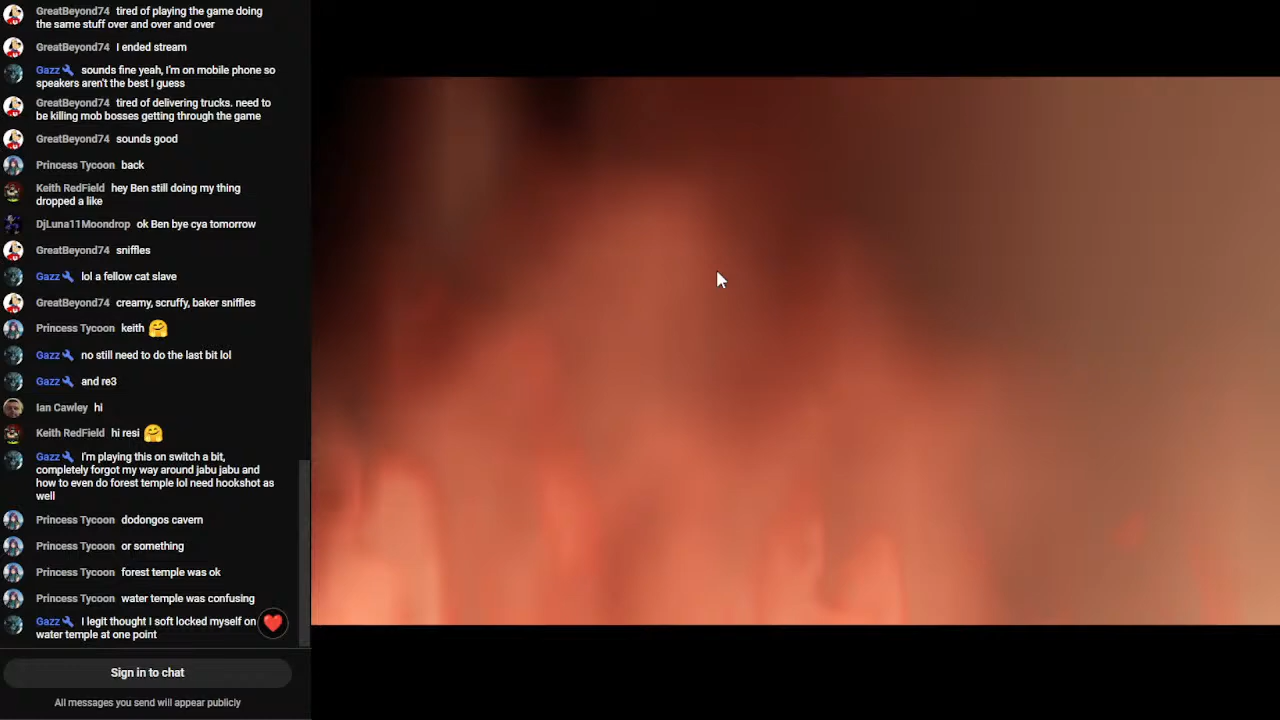 GreatBeyond74 tired of playing the game doing
the same stuff over and over and over
GreatBeyond74 I ended stream
Gazz sounds fine yeah, I'm on mobile phone so
speakers aren't the best I guess
GreatBeyond74 tired of delivering trucks. need to
be killing mob bosses getting through the game
GreatBeyond74 sounds good
Princess Tycoon back
Keith RedField hey Ben still doing my thing
dropped a like
DjLuna11Moondrop ok Ben bye cya tomorrow
GreatBeyond74 sniffles
Gazz lol a fellow cat slave
GreatBeyond74 creamy, scruffy, baker sniffles
Princess Tycoon keith 🤗
Gazz no still need to do the last bit lol
Gazz and re3
Ian Cawley hi
Keith RedField hi resi 🤗
Gazz I'm playing this on switch a bit,
completely forgot my way around jabu jabu and
how to even do forest temple lol need hookshot as
well
Princess Tycoon dodongos cavern
Princess Tycoon or something
Princess Tycoon forest temple was ok
Princess Tycoon water temple was confusing
Gazz I legit thought I soft locked myself on
water temple at one point
Sign in to chat
All messages you send will appear publicly